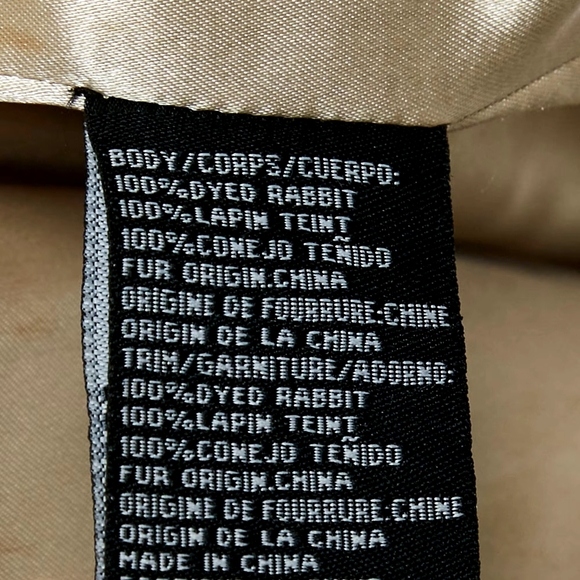 BODY/CORPS/CUERPO:
100%DYED RABBIT
100%LAPIN TEINT
100%CONEJO TEÑIDO
FUR ORIGIN.CHINA
ORIGINE DE FOURRURE-CHINE
ORIGIN DE LA CHINA
TRIM/GARNITURE/ADORNO:
100%DYED RABBIT
100%LAPIN TEINT
100%CONEJO TEÑIDO
FUR ORIGIN.CHINA
ORIGINE DE FOURRURE.CHINE
ORIGIN DE LA CHINA
MADE IN CHINA